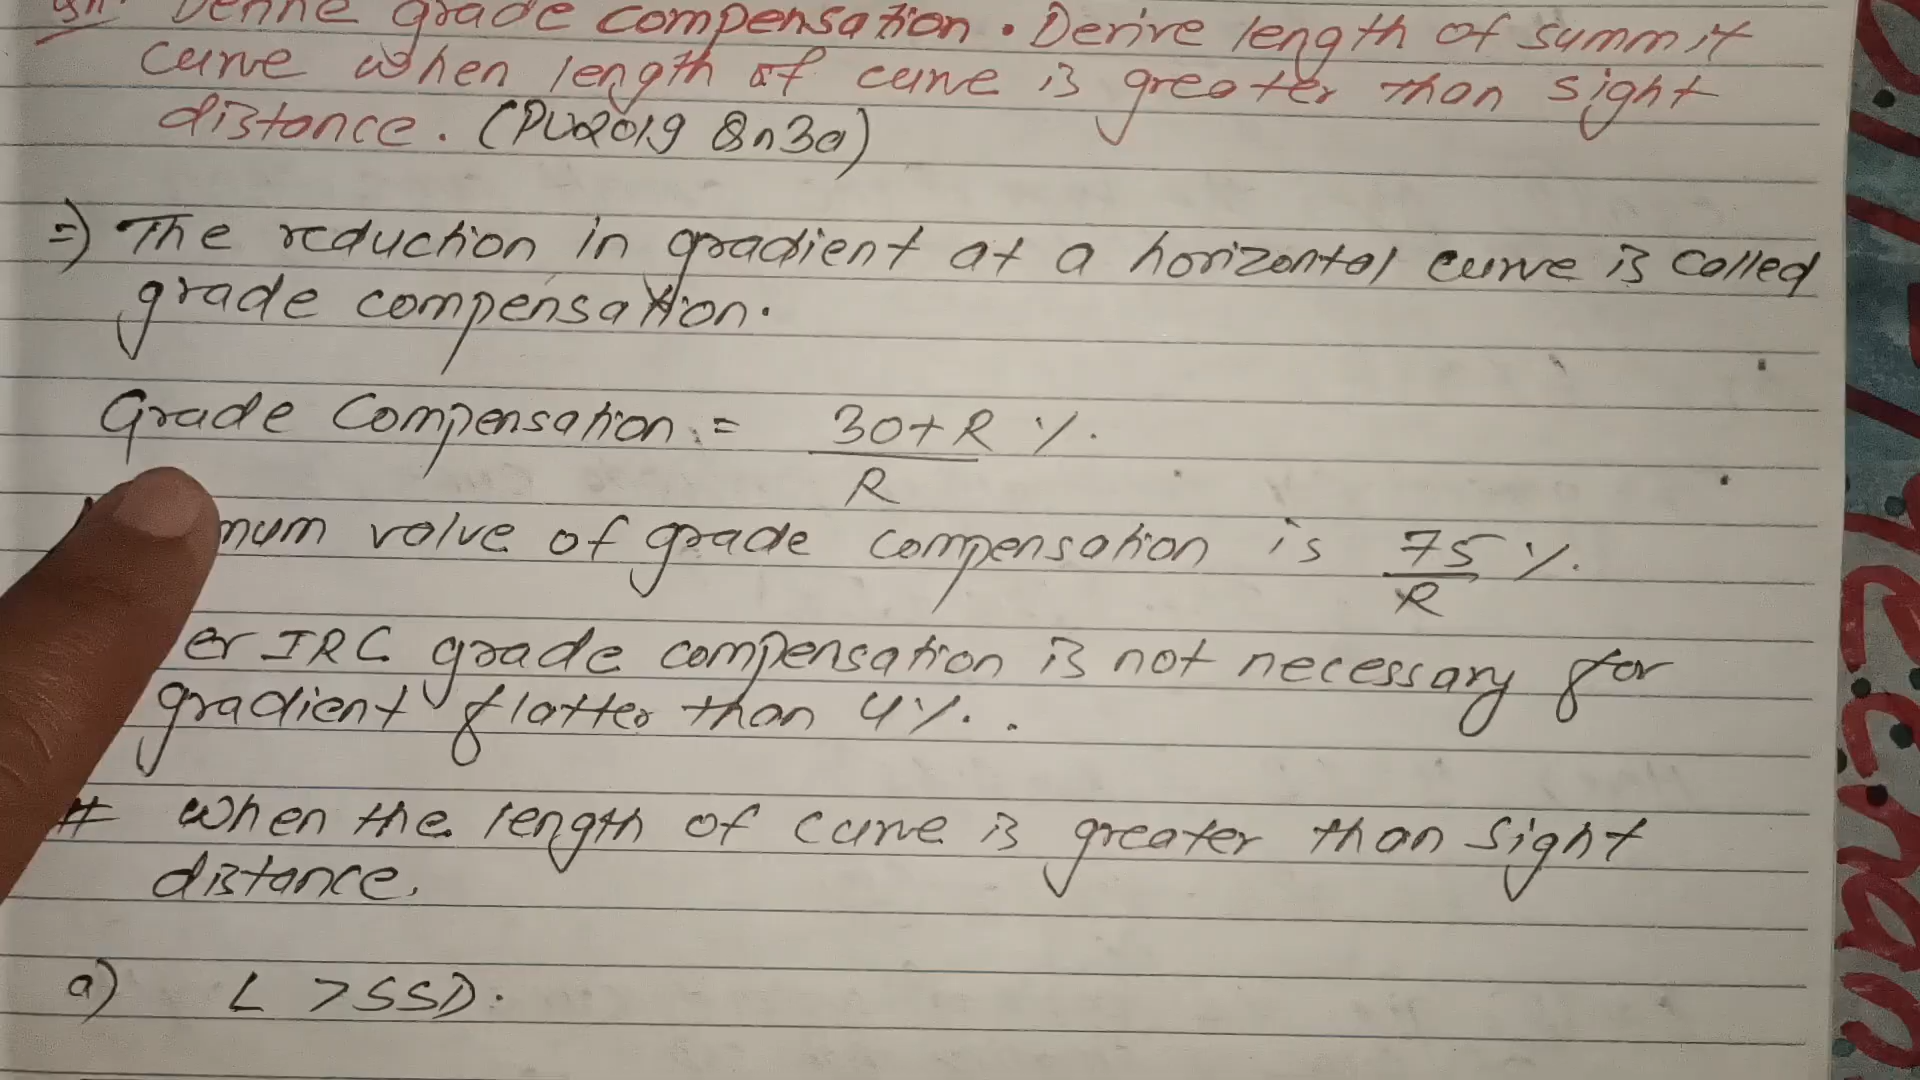 Define grade compensation. Derive length of summit
curve when length of curve is greater than sight
distance. (PU2019 Qn3a)
=) The reduction in gradient at a horizontal curve is called
grade compensation.
Grade Compensation = 30+R %.
R
mum value of grade compensation is 75 %.
R
er IRC grade compensation is not necessary for
gradient flatter than 4%..
# when the length of curve is greater than sight
distance.
a) L > SSD.